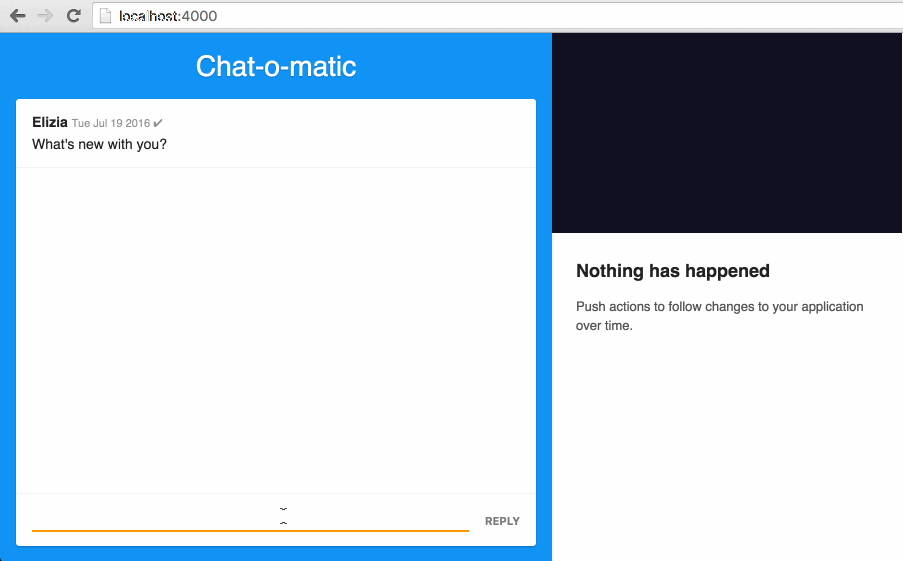 localhost:4000
Chat-o-matic
Elizia Tue Jul 19 2016 ✔
What's new with you?
REPLY
Nothing has happened
Push actions to follow changes to your application
over time.